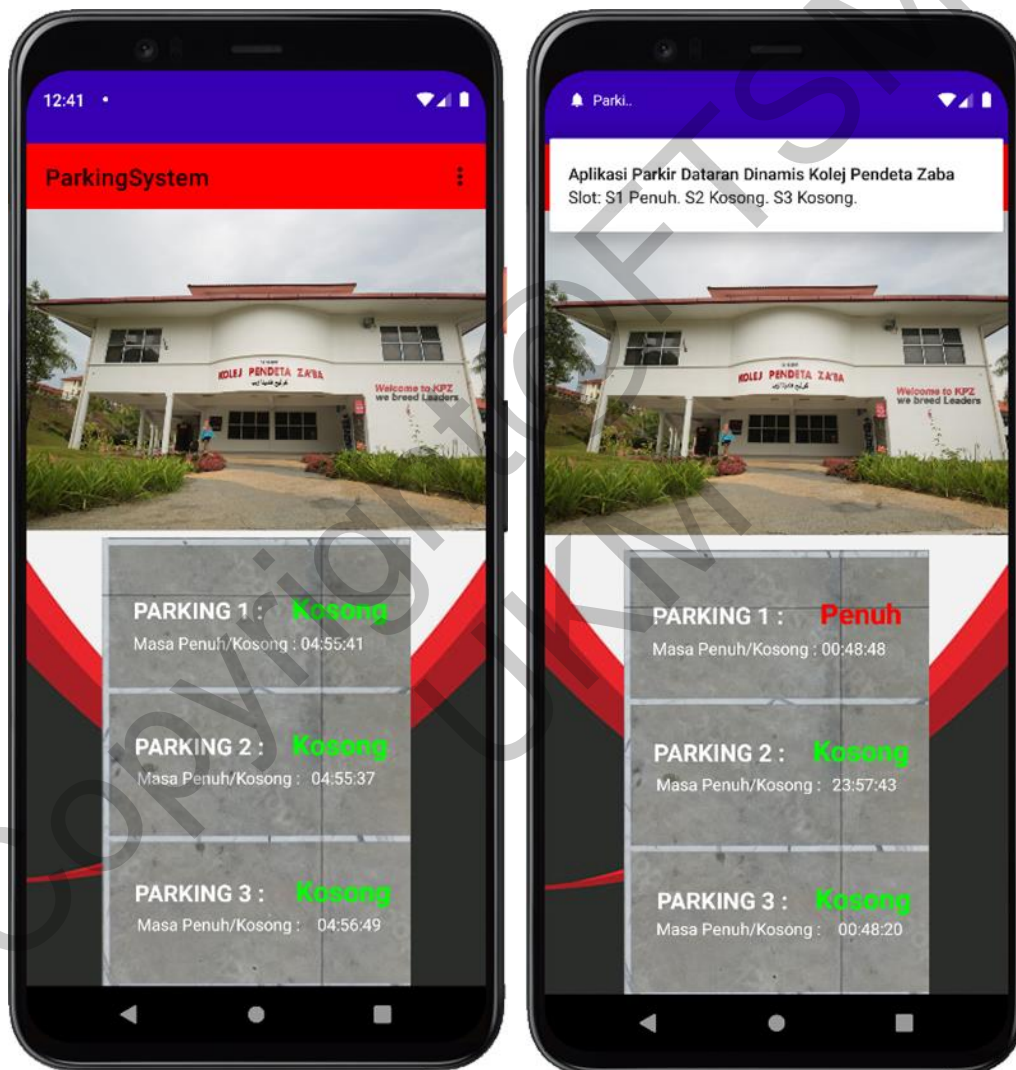 12:41
ParkingSystem
KOLEJ PENDETA ZA'BA
Welcome to KPZ
we breed Leaders
PARKING 1 : Kosong
Masa Penuh/Kosong : 04:55:41
PARKING 2 : Kosong
Masa Penuh/Kosong : 04:55:37
PARKING 3 : Kosong
Masa Penuh/Kosong : 04:56:49
Parki..
Aplikasi Parkir Dataran Dinamis Kolej Pendeta Zaba
Slot: S1 Penuh. S2 Kosong. S3 Kosong.
KOLEJ PENDETA ZA'BA
Welcome to KPZ
we breed Leaders
PARKING 1 : Penuh
Masa Penuh/Kosong : 00:48:48
PARKING 2 : Kosong
Masa Penuh/Kosong : 23:57:43
PARKING 3 : Kosong
Masa Penuh/Kosong : 00:48:20
Copyright@FTSM
UKM